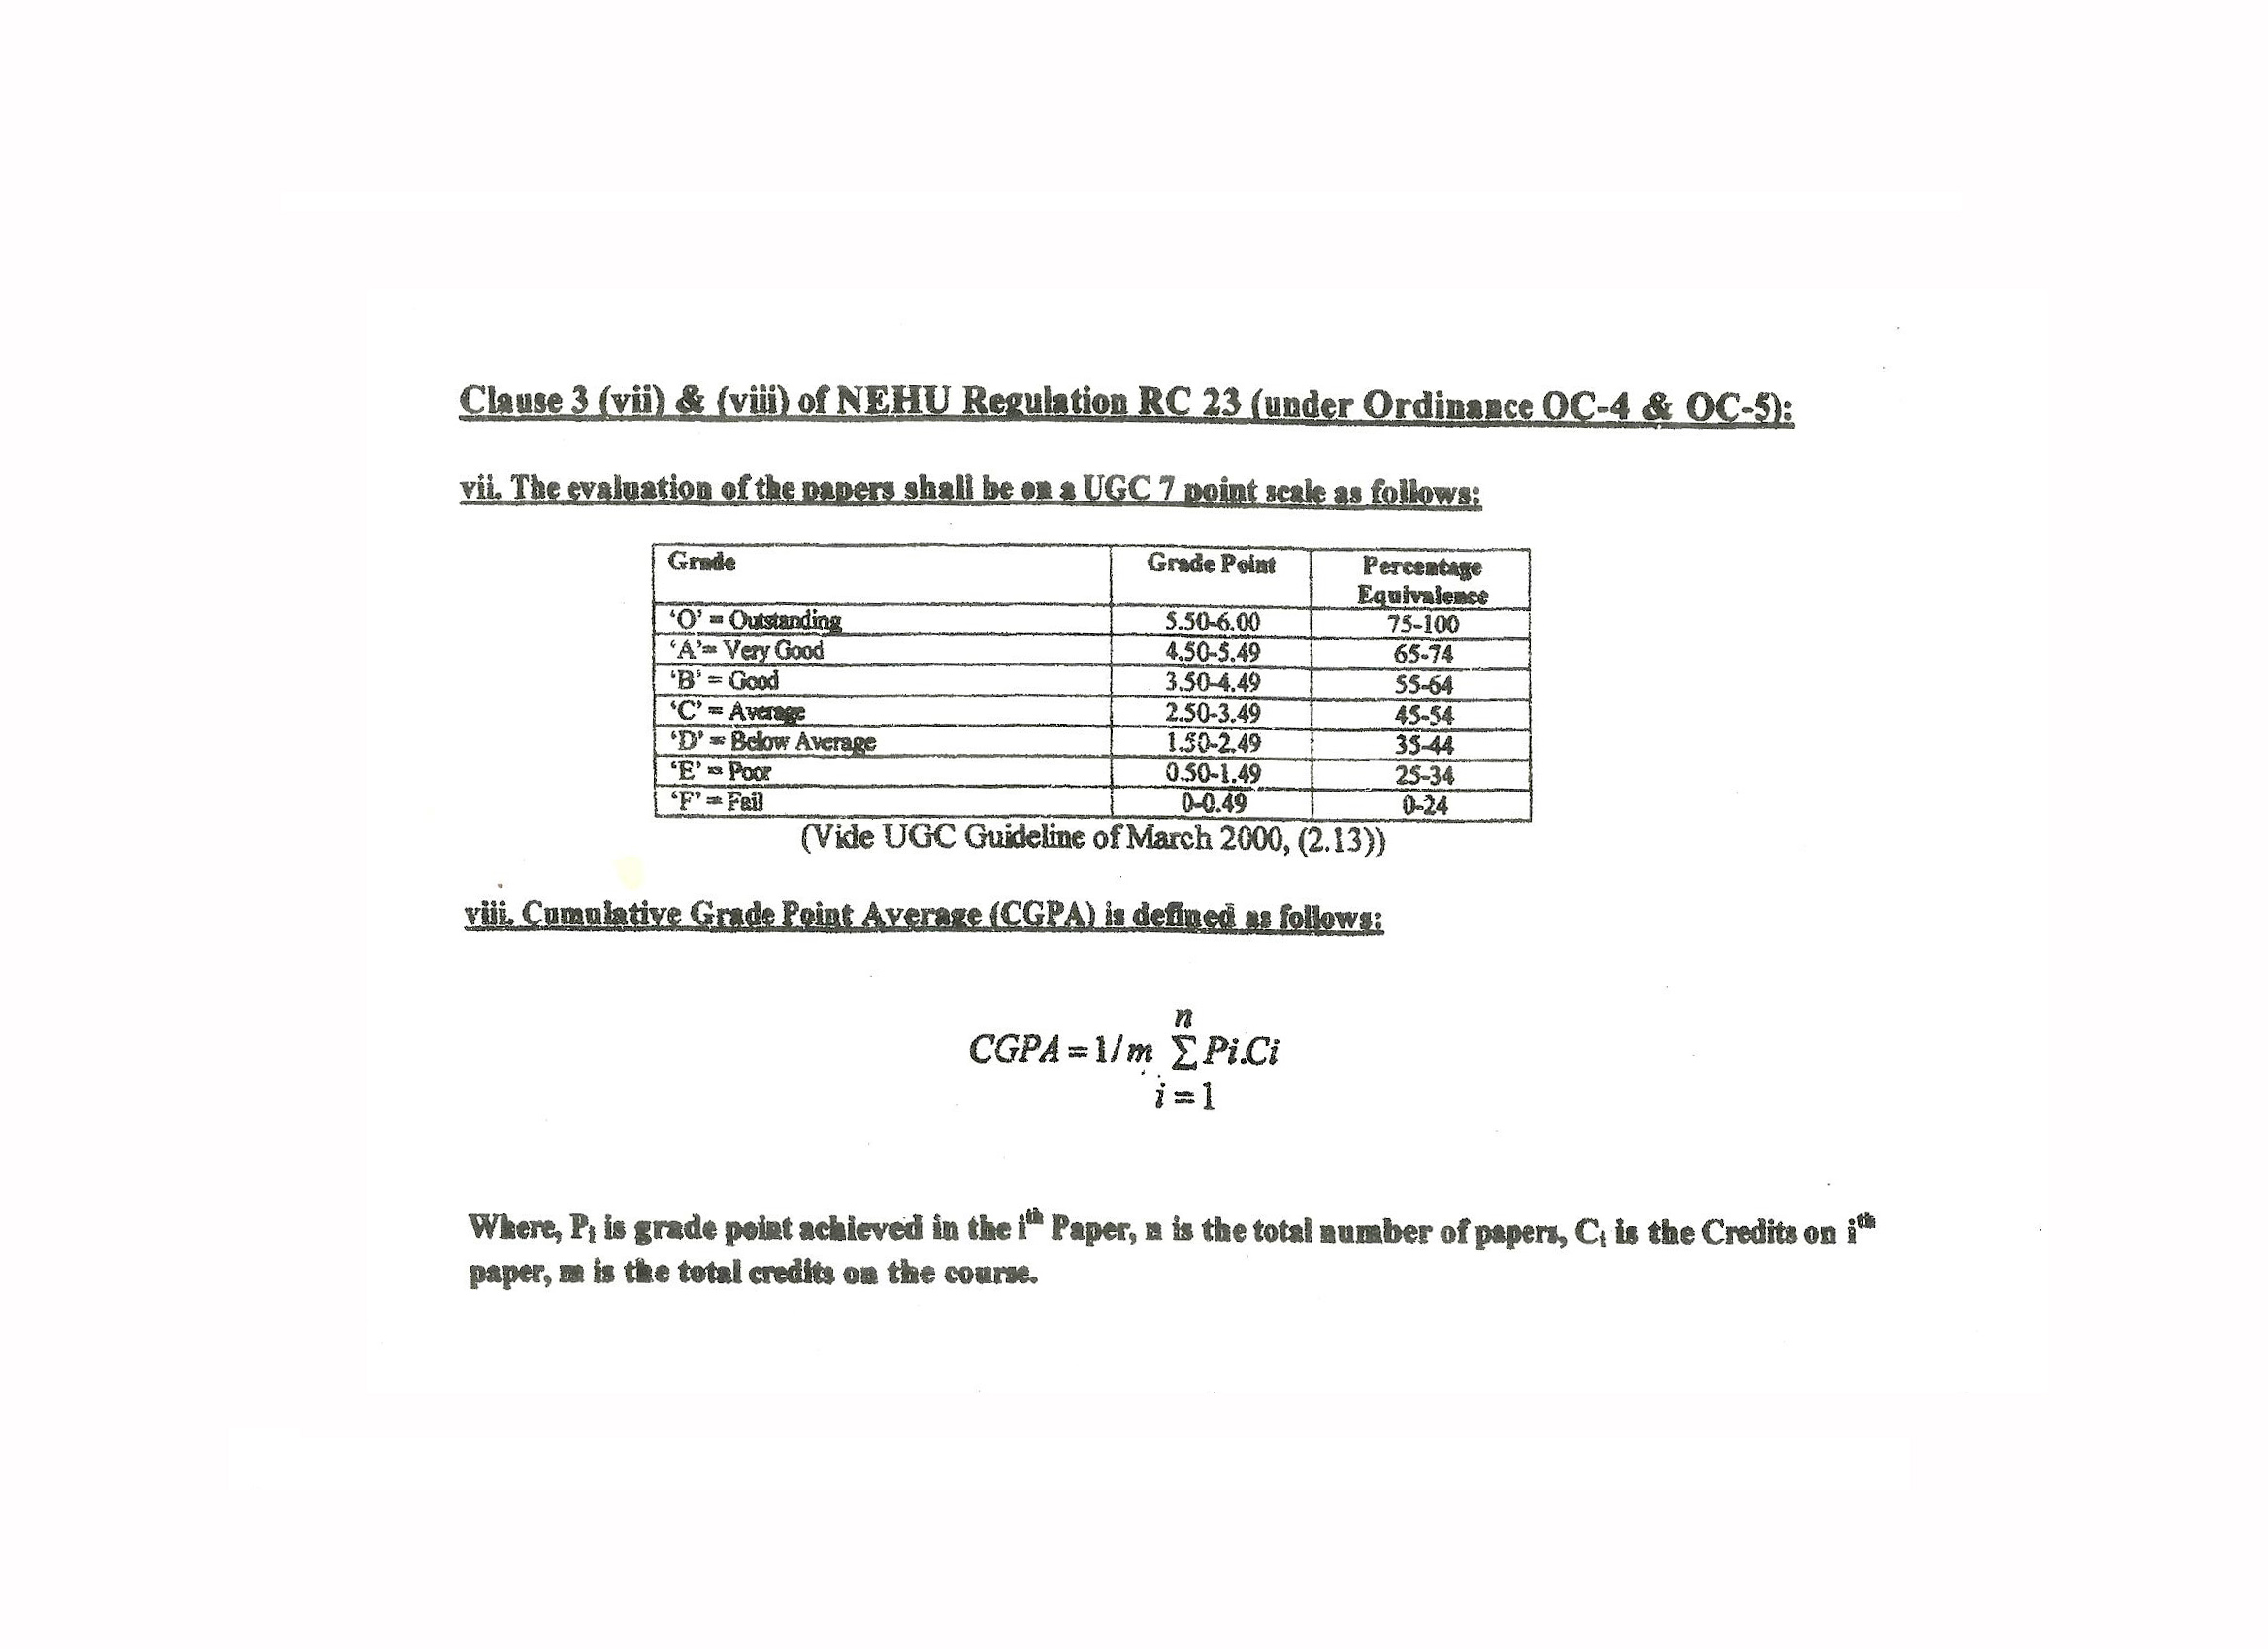 Clause 3 (vii) & (viii) of NEHU Regulation RC 23 (under Ordinance OC-4 & OC-5):
vii. The evaluation of the papers shall be on a UGC 7 point scale as follows:
Grade Grade Point Percentage
Equivalence
'O' = Outstanding 5.50-6.00 75-100
'A'= Very Good 4.50-5.49 65-74
'B' = Good 3.50-4.49 55-64
'C' = Average 2.50-3.49 45-54
'D' = Below Average 1.50-2.49 35-44
'E' = Poor 0.50-1.49 25-34
'F' = Fail 0-0.49 0-24
(Vide UGC Guideline of March 2000, (2.13))
viii. Cumulative Grade Point Average (CGPA) is defined as follows:
n
CGPA = 1/m Σ Pi.Ci
i = 1
Where, Pi is grade point achieved in the ith Paper, n is the total number of papers, Ci is the Credits on ith
paper, m is the total credits on the course.